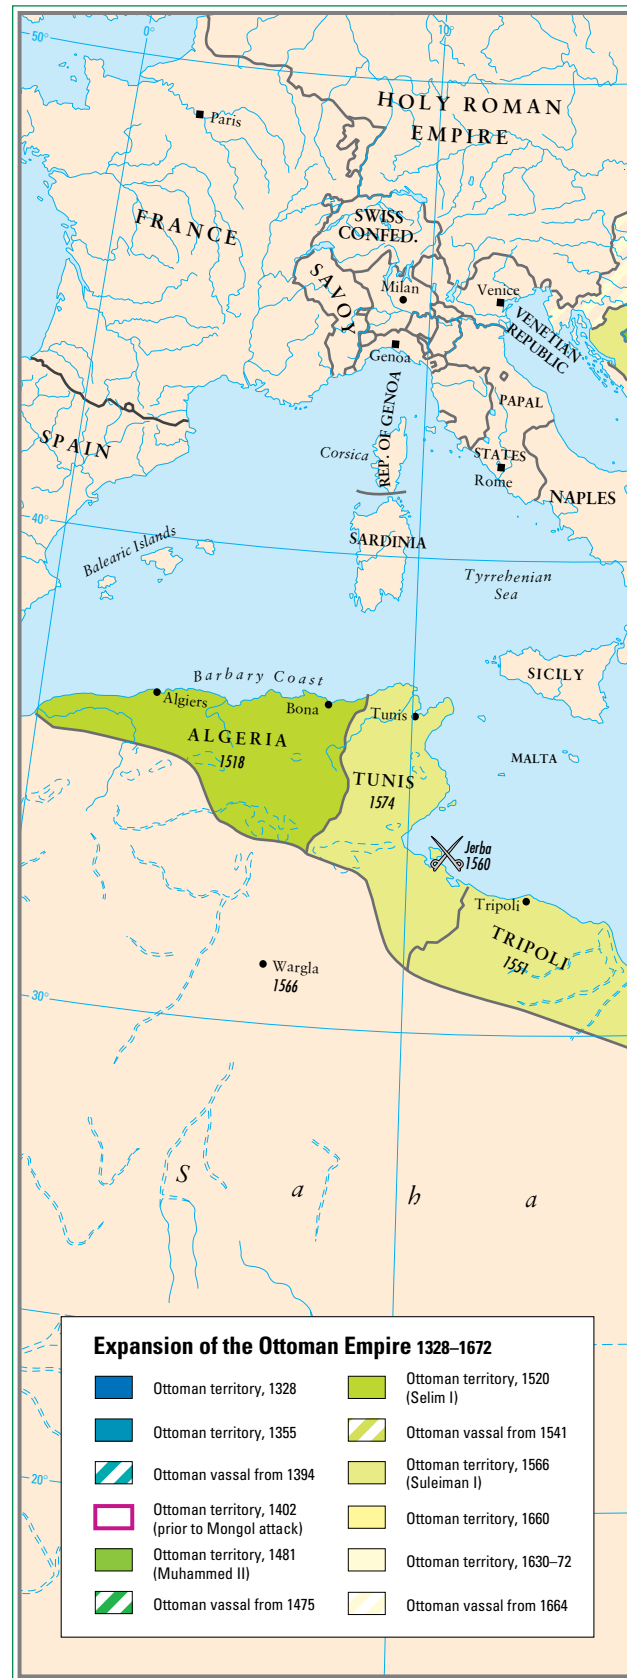 50°
0°
10°
HOLY ROMAN
EMPIRE
Paris
FRANCE
SWISS
CONFED.
SAVOY
Milan
Venice
VENETIAN
REPUBLIC
Genoa
REP. OF GENOA
PAPAL
STATES
Rome
SPAIN
Corsica
NAPLES
40°
SARDINIA
Balearic Islands
Tyrrehenian
Sea
Barbary Coast
SICILY
Algiers
Bona
Tunis
ALGERIA
1518
MALTA
TUNIS
1574
Jerba
1560
Tripoli
TRIPOLI
1551
Wargla
1566
30°
S a h a
20°
Expansion of the Ottoman Empire 1328–1672
Ottoman territory, 1328
Ottoman territory, 1355
Ottoman vassal from 1394
Ottoman territory, 1402
(prior to Mongol attack)
Ottoman territory, 1481
(Muhammed II)
Ottoman vassal from 1475
Ottoman territory, 1520
(Selim I)
Ottoman vassal from 1541
Ottoman territory, 1566
(Suleiman I)
Ottoman territory, 1660
Ottoman territory, 1630–72
Ottoman vassal from 1664